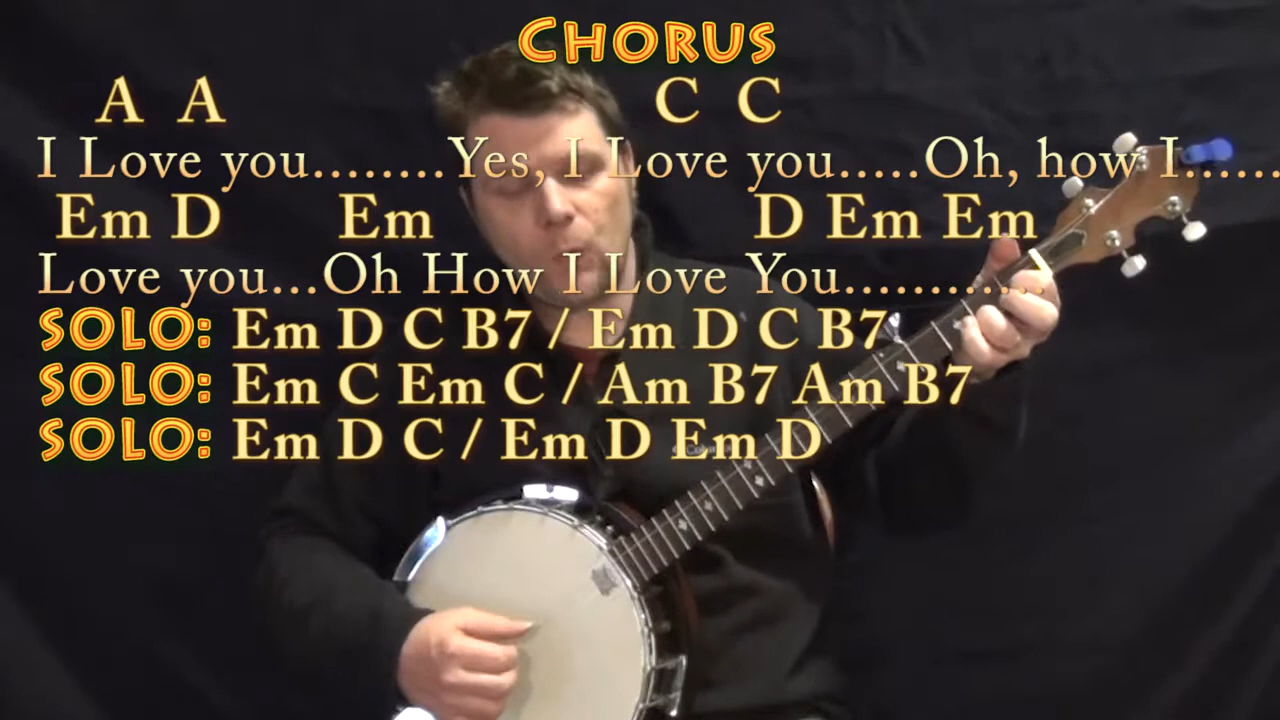 CHORUS
A A C C
I Love you........Yes, I Love you.....Oh, how I......
Em D Em D Em Em
Love you...Oh How I Love You............
SOLO: Em D C B7 / Em D C B7
SOLO: Em C Em C / Am B7 Am B7
SOLO: Em D C / Em D Em D